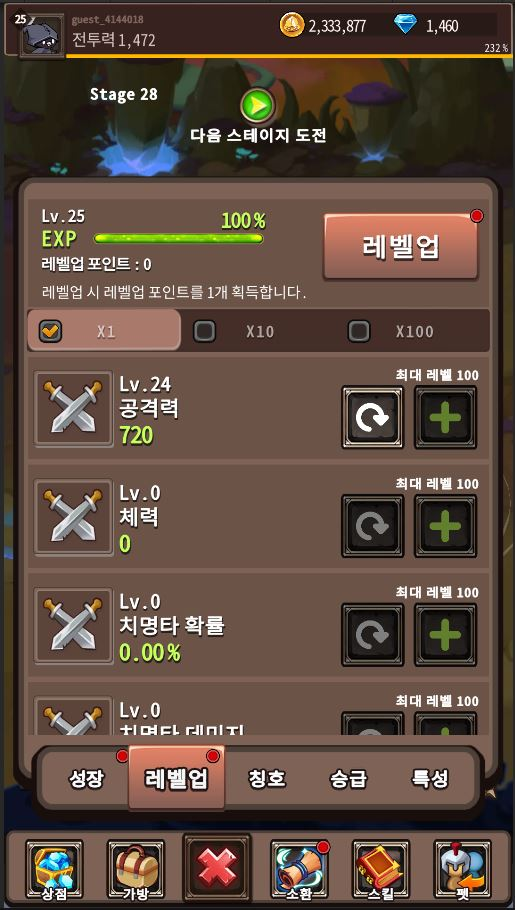 25
guest_4144018
전투력 1,472
2,333,877
1,460
232 %
Stage 28
다음 스테이지 도전
Lv.25
100%
EXP
레벨업 포인트 : 0
레벨업 시 레벨업 포인트를 1개 획득합니다.
레벨업
X1
X10
X100
최대 레벨 100
Lv.24
공격력
720
최대 레벨 100
Lv.0
체력
0
최대 레벨 100
Lv.0
치명타 확률
0.00%
최대 레벨 100
Lv.0
치명타 데미지
성장
레벨업
칭호
승급
특성
상점
가방
소환
스킬
펫